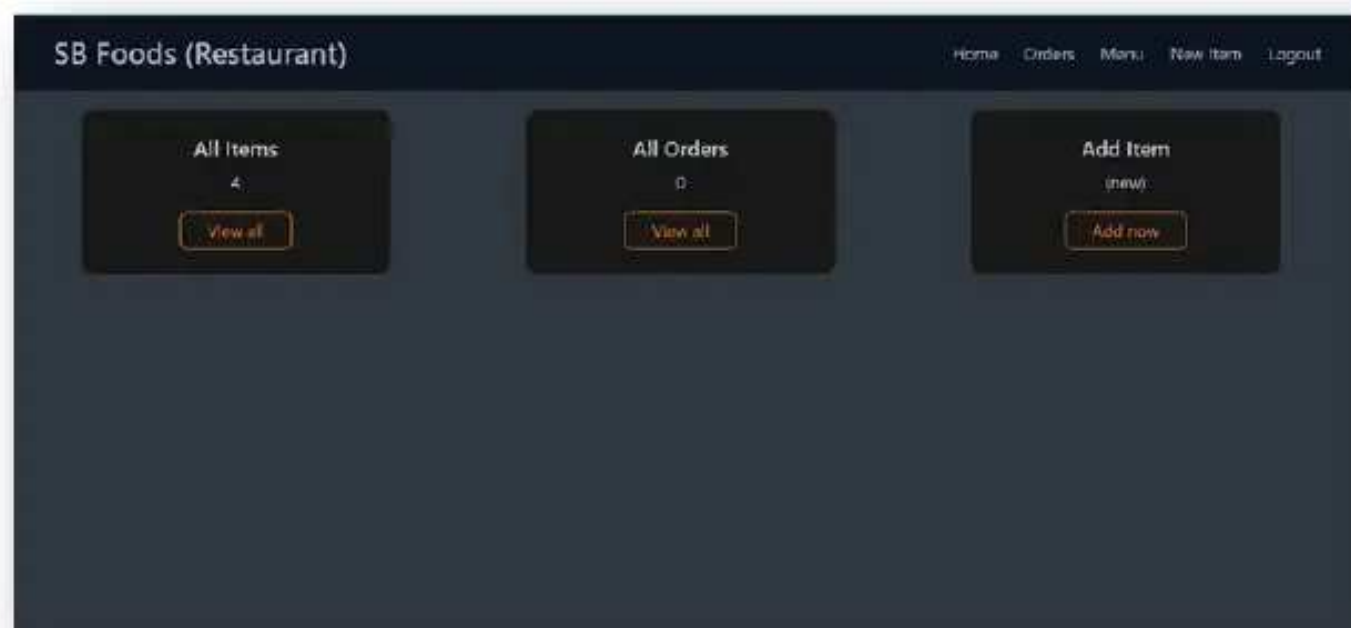 SB Foods (Restaurant)
Home Orders Menu New Item Logout
All Items
4
View all
All Orders
0
View all
Add Item
(new)
Add now